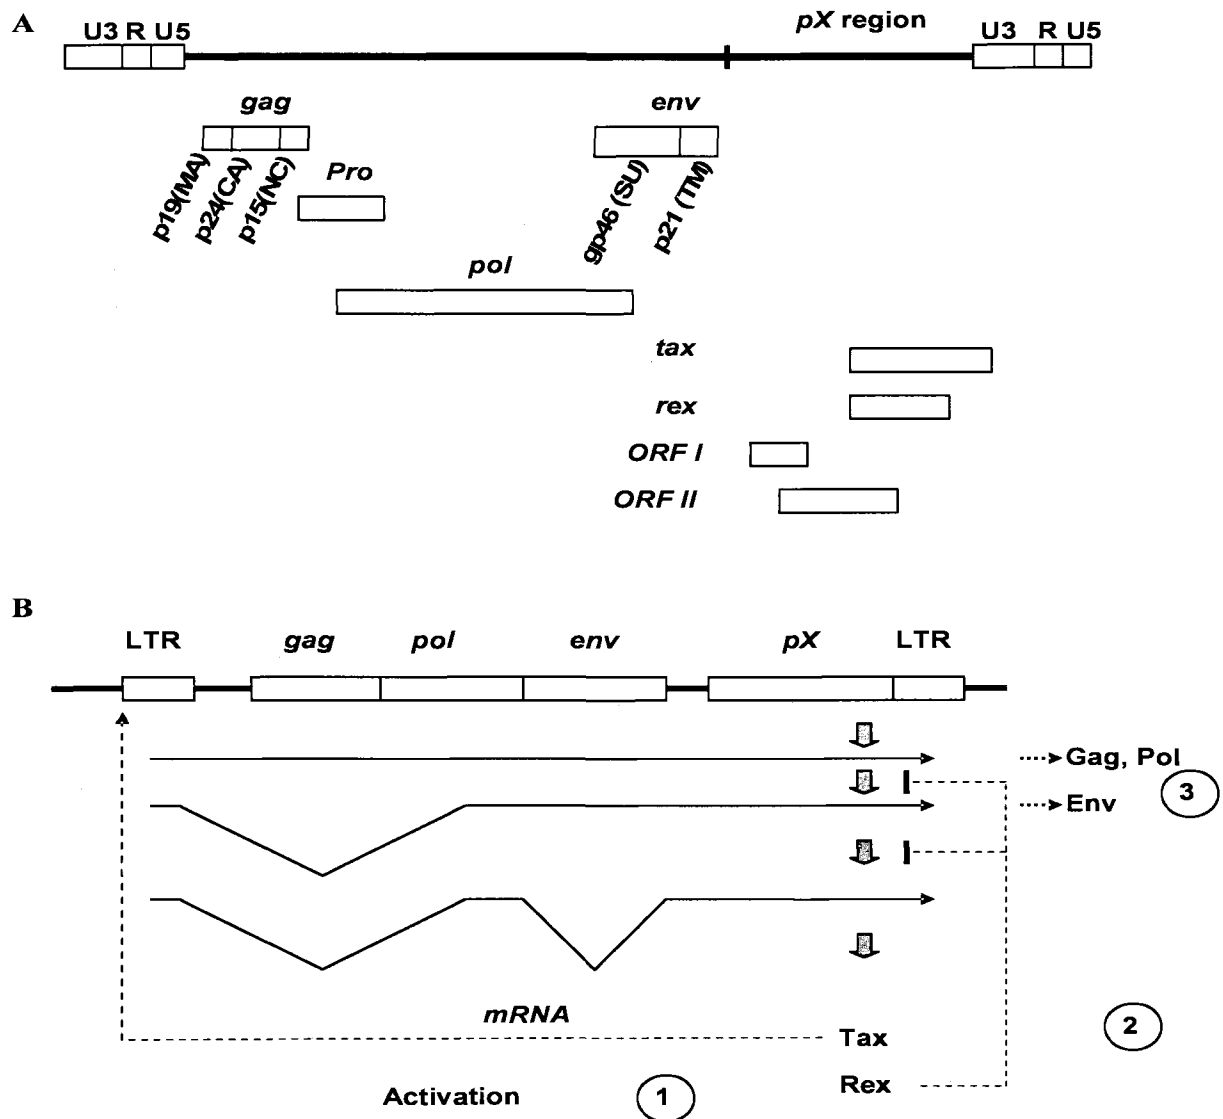 A
pX region
U3 R U5
U3 R U5
gag
env
p19(MA)
p24(CA)
p15(NC)
Pro
gp46 (SU)
p21 (TM)
pol
tax
rex
ORF I
ORF II
B
LTR gag pol env pX LTR
Gag, Pol
3
Env
mRNA
2
Tax
Activation 1 Rex